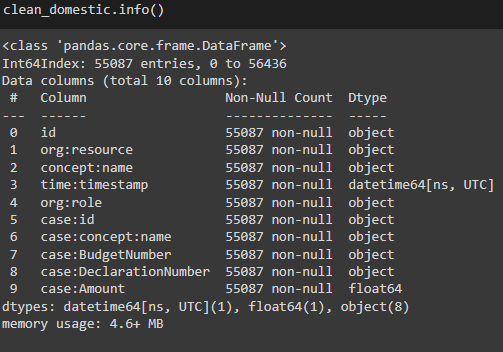 clean_domestic.info()
<class 'pandas.core.frame.DataFrame'>
Int64Index: 55087 entries, 0 to 56436
Data columns (total 10 columns):
 #   Column                  Non-Null Count  Dtype
---  ------                  --------------  -----
 0   id                      55087 non-null  object
 1   org:resource            55087 non-null  object
 2   concept:name            55087 non-null  object
 3   time:timestamp          55087 non-null  datetime64[ns, UTC]
 4   org:role                55087 non-null  object
 5   case:id                 55087 non-null  object
 6   case:concept:name       55087 non-null  object
 7   case:BudgetNumber       55087 non-null  object
 8   case:DeclarationNumber  55087 non-null  object
 9   case:Amount             55087 non-null  float64
dtypes: datetime64[ns, UTC](1), float64(1), object(8)
memory usage: 4.6+ MB